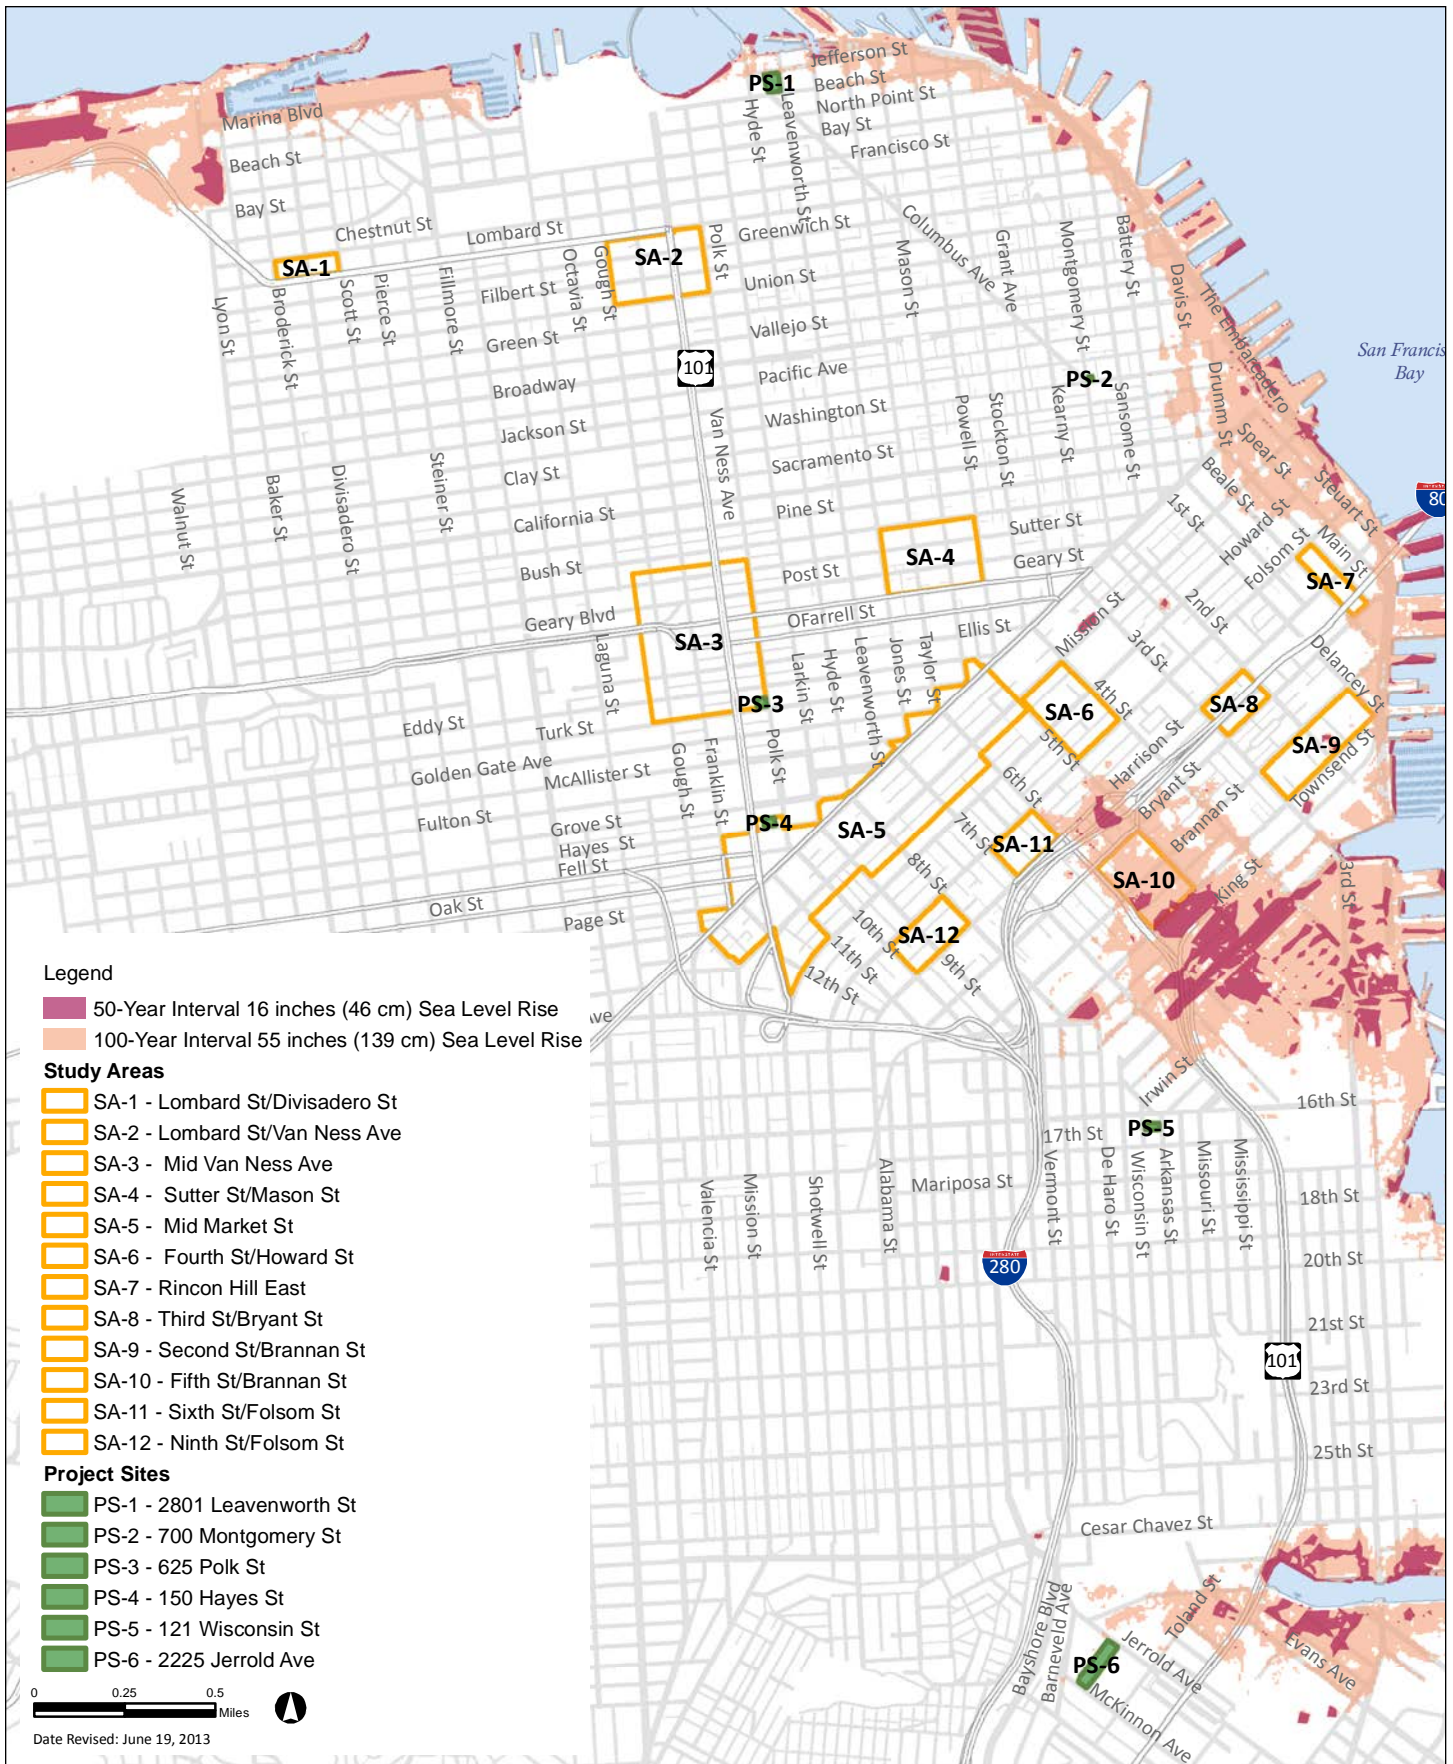 Jefferson St
PS-1
Beach St
North Point St
Bay St
Francisco St
Hyde St
Leavenworth St
Marina Blvd
Beach St
Bay St
Chestnut St
Lombard St
Greenwich St
Columbus Ave
Grant Ave
Montgomery St
Battery St
Davis St
The Embarcadero
San Francis
Bay
SA-1
SA-2
Polk St
Mason St
Union St
Gough St
Octavia St
Filbert St
Fillmore St
Pierce St
Scott St
Broderick St
Lyon St
Vallejo St
Green St
101
Pacific Ave
PS-2
Broadway
Washington St
Powell St
Stockton St
Kearny St
Sansome St
Drumm St
Spear St
Steuart St
Jackson St
Van Ness Ave
Sacramento St
Clay St
Steiner St
Divisadero St
Baker St
Walnut St
California St
Pine St
Sutter St
1st St
Beale St
Howard St
Folsom St
Main St
INTERSTATE
80
SA-4
Geary St
Bush St
Post St
SA-7
Geary Blvd
OFarrell St
Ellis St
Mission St
2nd St
3rd St
Delancey St
SA-3
Laguna St
Larkin St
Hyde St
Leavenworth St
Jones St
Taylor St
PS-3
SA-6
4th St
5th St
SA-8
SA-9
Townsend St
Eddy St
Turk St
Polk St
Franklin St
Gough St
Golden Gate Ave
McAllister St
Harrison St
Bryant St
Brannan St
6th St
Fulton St
Grove St
Hayes St
Fell St
PS-4
SA-5
7th St
SA-11
SA-10
King St
3rd St
8th St
Oak St
Page St
10th St
SA-12
11th St
9th St
12th St
Ave
Irwin St
16th St
PS-5
17th St
Vermont St
De Haro St
Wisconsin St
Arkansas St
Missouri St
Mississippi St
Mariposa St
Alabama St
Shotwell St
Mission St
Valencia St
18th St
20th St
INTERSTATE
280
21st St
101
23rd St
25th St
Cesar Chavez St
Bayshore Blvd
Barneveld Ave
Toland St
Jerrold Ave
Evans Ave
PS-6
McKinnon Ave
Legend
50-Year Interval 16 inches (46 cm) Sea Level Rise
100-Year Interval 55 inches (139 cm) Sea Level Rise
Study Areas
SA-1 - Lombard St/Divisadero St
SA-2 - Lombard St/Van Ness Ave
SA-3 - Mid Van Ness Ave
SA-4 - Sutter St/Mason St
SA-5 - Mid Market St
SA-6 - Fourth St/Howard St
SA-7 - Rincon Hill East
SA-8 - Third St/Bryant St
SA-9 - Second St/Brannan St
SA-10 - Fifth St/Brannan St
SA-11 - Sixth St/Folsom St
SA-12 - Ninth St/Folsom St
Project Sites
PS-1 - 2801 Leavenworth St
PS-2 - 700 Montgomery St
PS-3 - 625 Polk St
PS-4 - 150 Hayes St
PS-5 - 121 Wisconsin St
PS-6 - 2225 Jerrold Ave
0 0.25 0.5
Miles
Date Revised: June 19, 2013